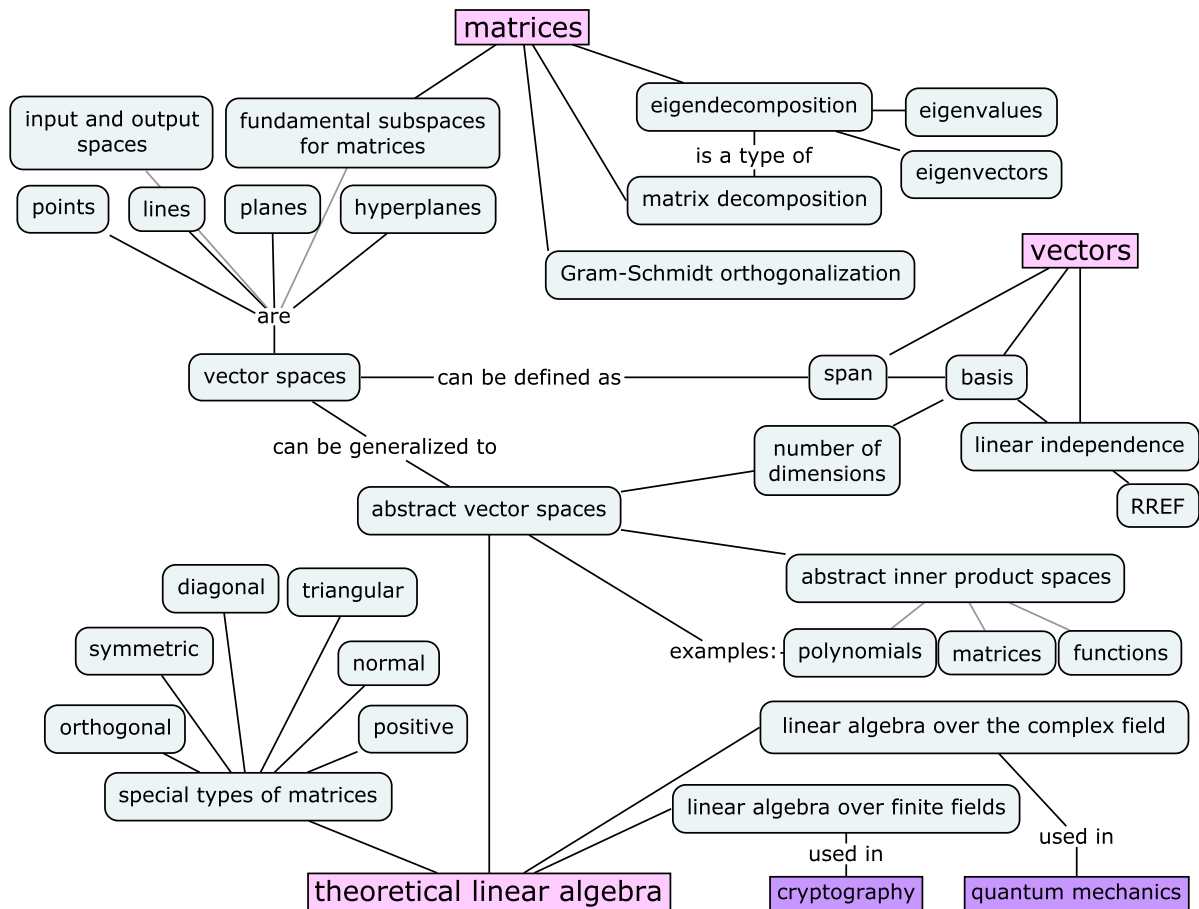 matrices
eigendecomposition
eigenvalues
input and output
spaces
fundamental subspaces
for matrices
is a type of
eigenvectors
points
lines
planes
hyperplanes
matrix decomposition
vectors
Gram-Schmidt orthogonalization
are
vector spaces
can be defined as
span
basis
can be generalized to
number of
dimensions
linear independence
abstract vector spaces
RREF
diagonal
triangular
abstract inner product spaces
symmetric
normal
examples:
polynomials
matrices
functions
orthogonal
positive
linear algebra over the complex field
special types of matrices
linear algebra over finite fields
used in
used in
theoretical linear algebra
cryptography
quantum mechanics